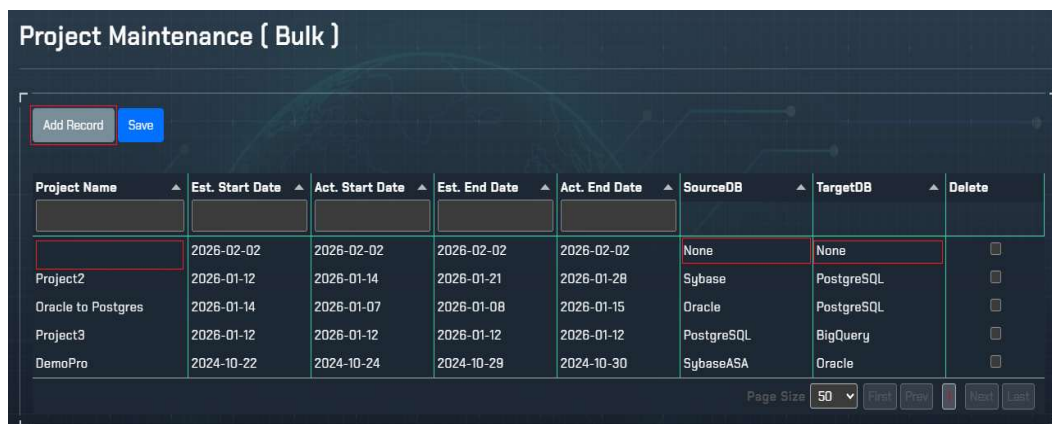 Project Maintenance ( Bulk )
Add Record Save
Project Name Est. Start Date Act. Start Date Est. End Date Act. End Date SourceDB TargetDB Delete
2026-02-02 2026-02-02 2026-02-02 2026-02-02 None None
Project2 2026-01-12 2026-01-14 2026-01-21 2026-01-28 Sybase PostgreSQL
Oracle to Postgres 2026-01-14 2026-01-07 2026-01-08 2026-01-15 Oracle PostgreSQL
Project3 2026-01-12 2026-01-12 2026-01-12 2026-01-12 PostgreSQL BigQuery
DemoPro 2024-10-22 2024-10-24 2024-10-29 2024-10-30 SybaseASA Oracle
Page Size 50 First Prev Next Last